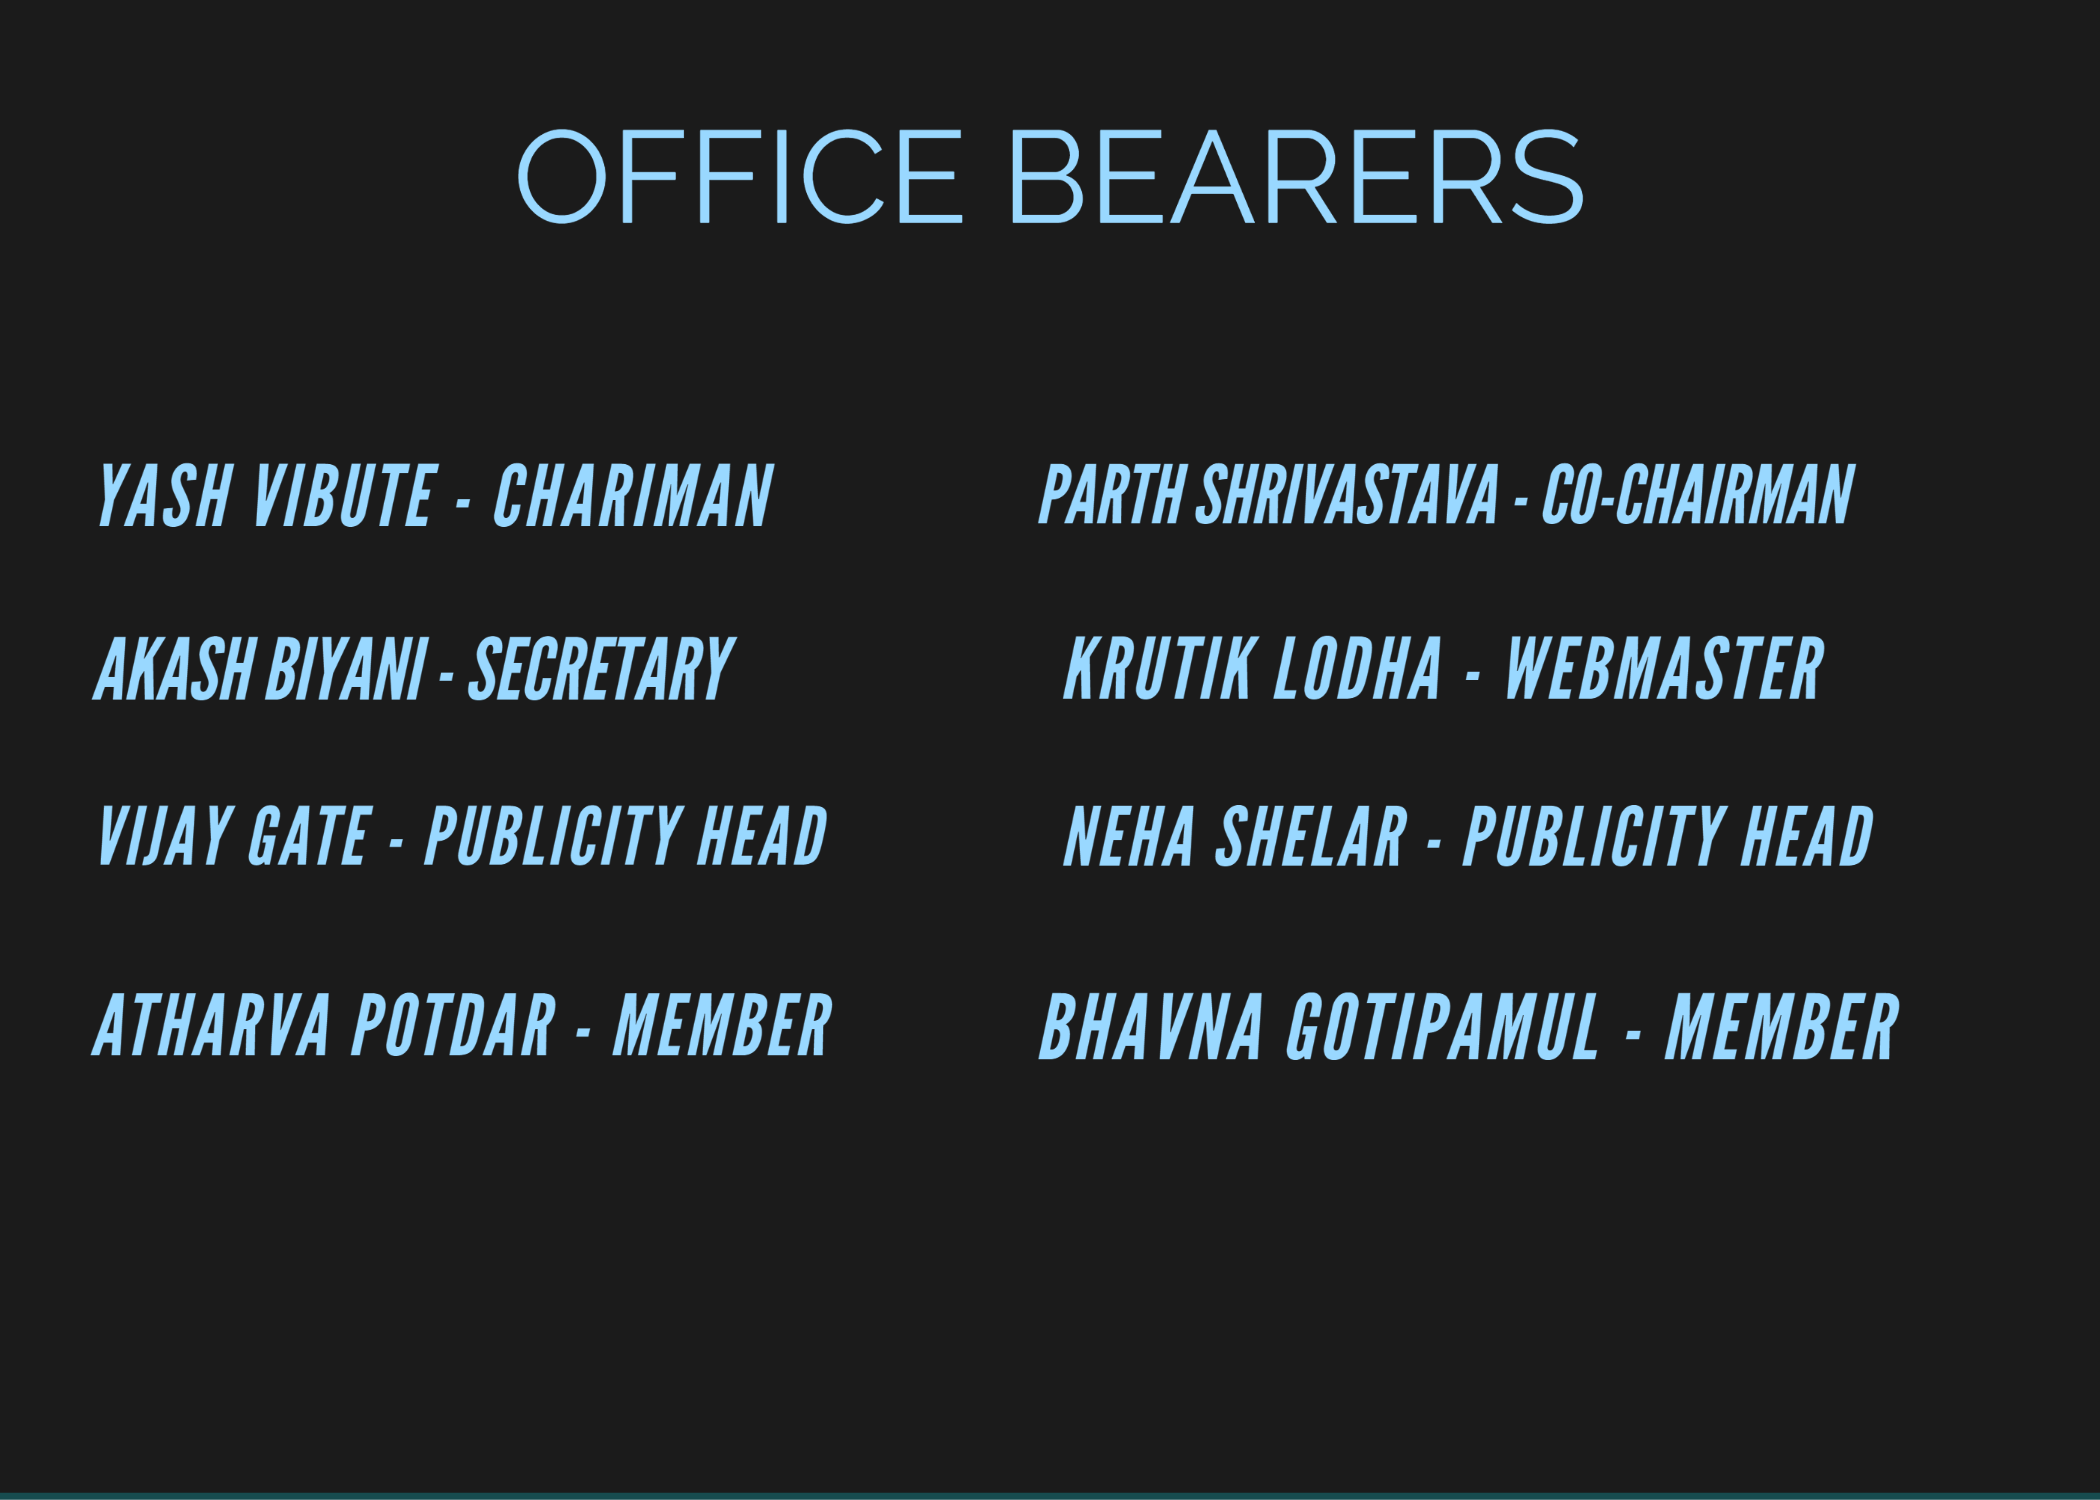 OFFICE BEARERS
YASH VIBUTE - CHARIMAN
PARTH SHRIVASTAVA - CO-CHAIRMAN
AKASH BIYANI - SECRETARY
KRUTIK LODHA - WEBMASTER
VIJAY GATE - PUBLICITY HEAD
NEHA SHELAR - PUBLICITY HEAD
ATHARVA POTDAR - MEMBER
BHAVNA GOTIPAMUL - MEMBER